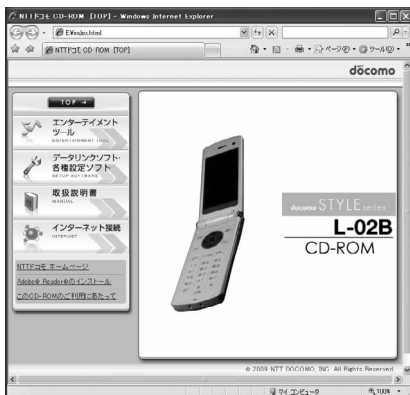 NTTドコモ CD-ROM [TOP] - Windows Internet Explorer
E:¥index.html
NTTドコモ CD-ROM [TOP]
ページ(P)
ツール(O)
döcomo
TOP
エンターテイメント
ツール
ENTERTAINMENT TOOL
データリンクソフト・
各種設定ソフト
SETUP SOFTWARE
取扱説明書
MANUAL
インターネット接続
INTERNET
NTTドコモ ホームページ
Adobe® Reader®のインストール
このCD-ROMのご利用にあたって
docomo STYLE series
L-02B
CD-ROM
© 2009 NTT DOCOMO, INC. All Rights Reserved.
マイ コンピュータ
100%